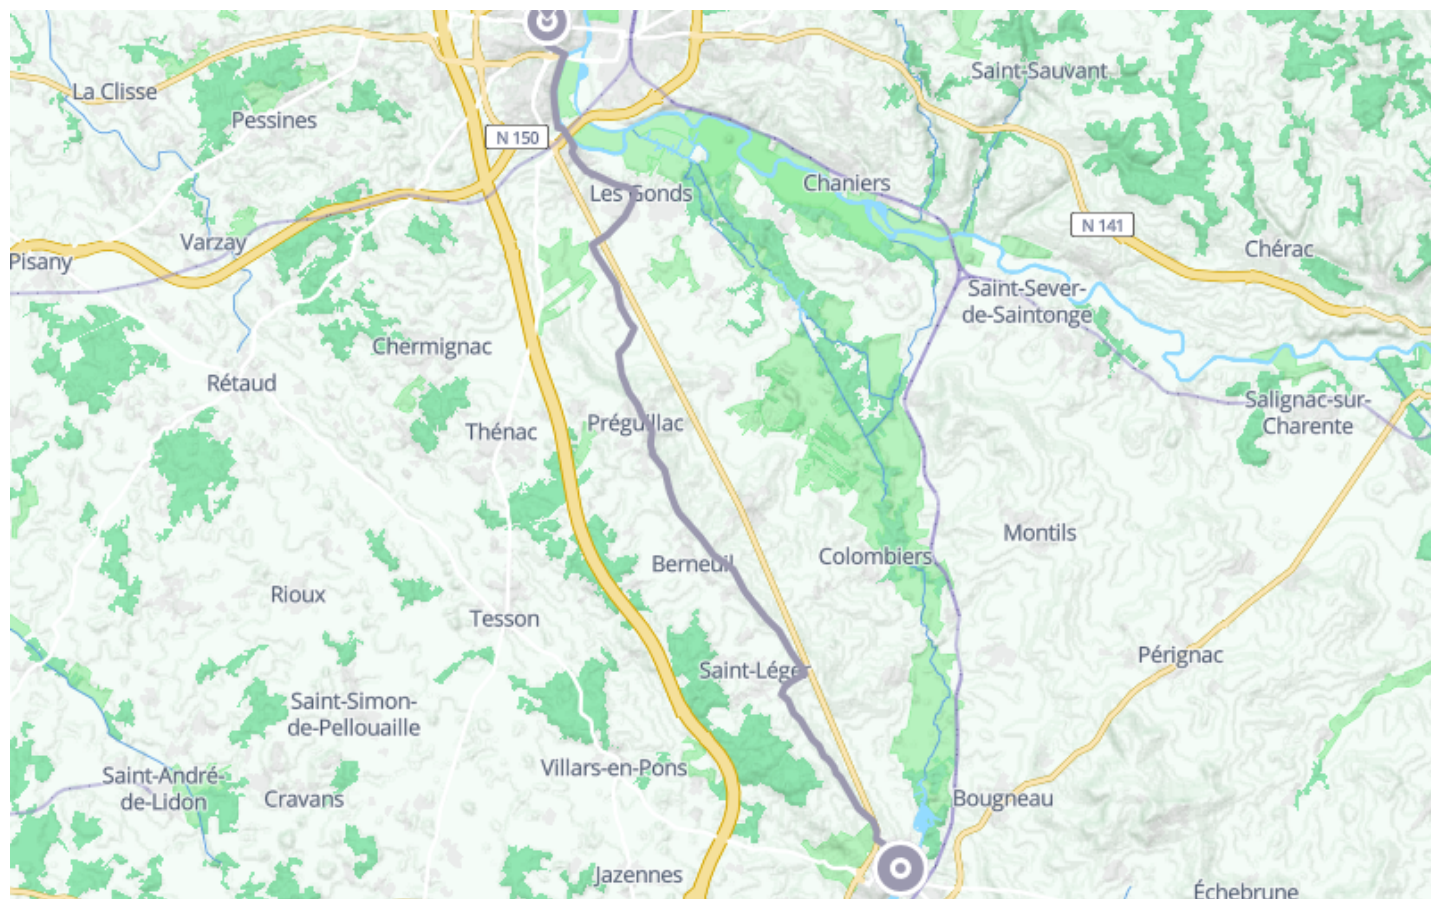 Saint-Sauvant
La Clisse
Pessines
N 150
Chaniers
Les Gonds
N 141
Varzay
Chérac
Pisany
Saint-Sever-
de-Saintonge
Chermignac
Rétaud
Salignac-sur-
Charente
Préguillac
Thénac
Montils
Colombiers
Berneuil
Rioux
Tesson
Pérignac
Saint-Léger
Saint-Simon-
de-Pellouaille
Villars-en-Pons
Saint-André-
de-Lidon
Cravans
Bougneau
Jazennes
Échebrune